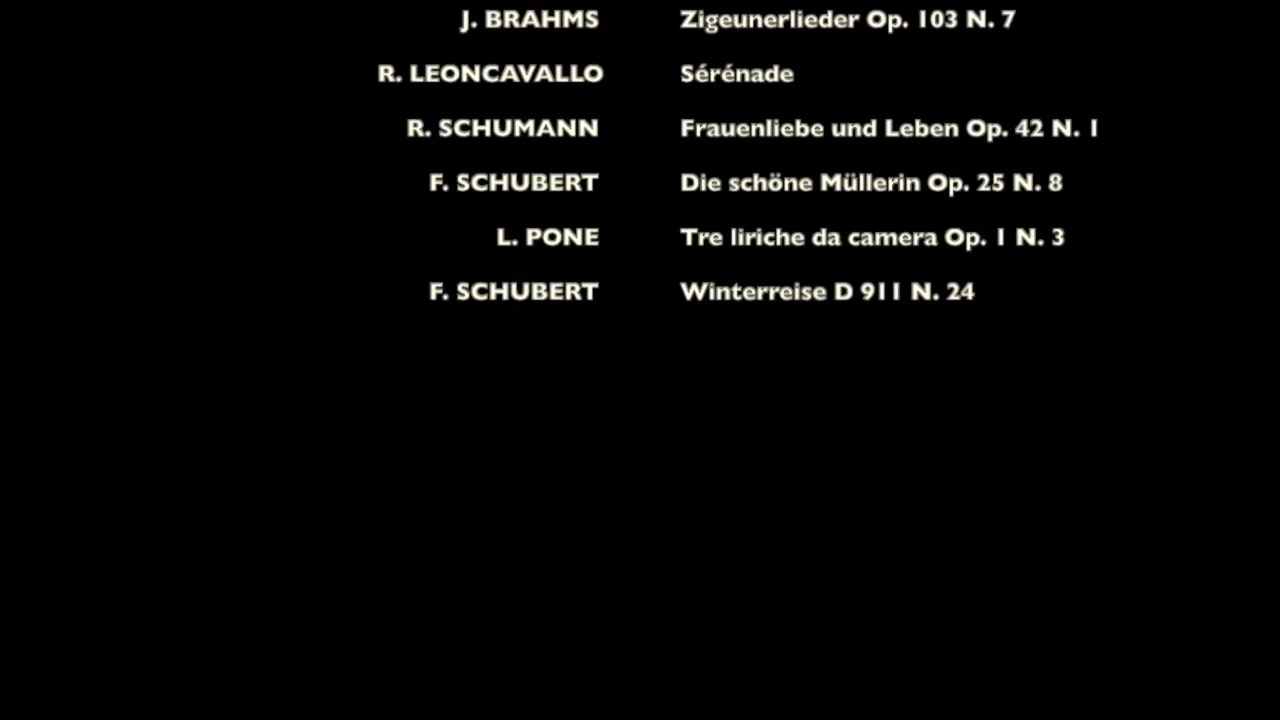 J. BRAHMS Zigeunerlieder Op. 103 N. 7
R. LEONCAVALLO Sérénade
R. SCHUMANN Frauenliebe und Leben Op. 42 N. 1
F. SCHUBERT Die schöne Müllerin Op. 25 N. 8
L. PONE Tre liriche da camera Op. 1 N. 3
F. SCHUBERT Winterreise D 911 N. 24